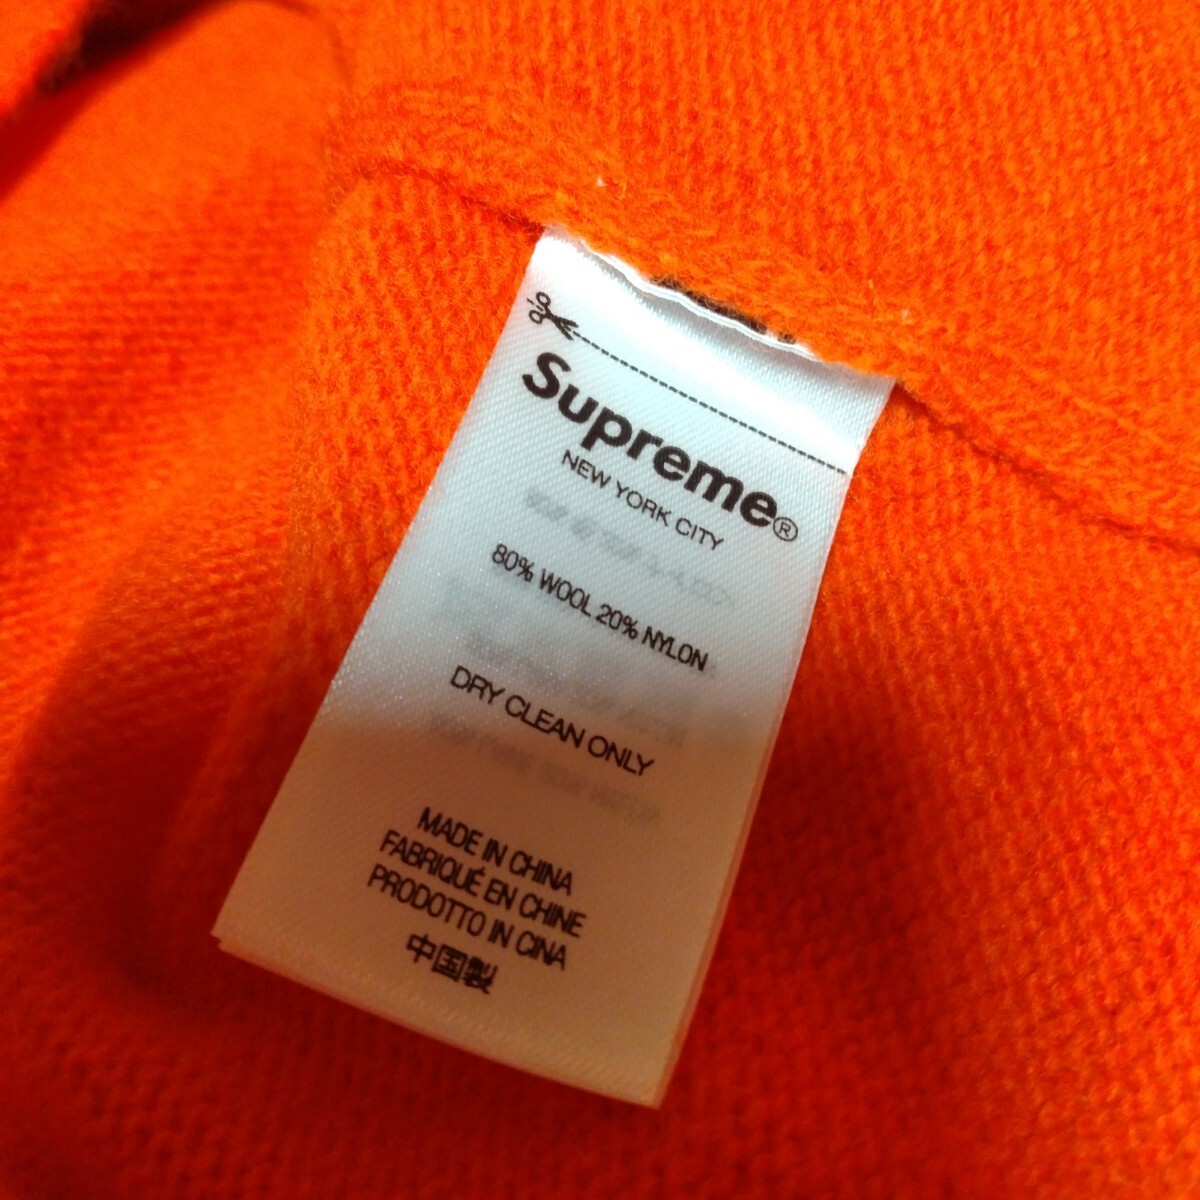 Supreme®
NEW YORK CITY
80% WOOL 20% NYLON
DRY CLEAN ONLY
MADE IN CHINA
FABRIQUÉ EN CHINE
PRODOTTO IN CINA
中国製